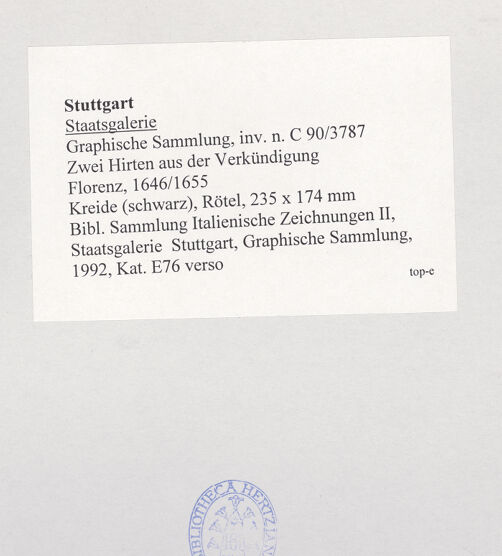 Stuttgart
Staatsgalerie
Graphische Sammlung, inv. n. C 90/3787
Zwei Hirten aus der Verkündigung
Florenz, 1646/1655
Kreide (schwarz), Rötel, 235 x 174 mm
Bibl. Sammlung Italienische Zeichnungen II,
Staatsgalerie Stuttgart, Graphische Sammlung,
1992, Kat. E76 verso
top-c
BIBLIOTHECA HERTZIAN